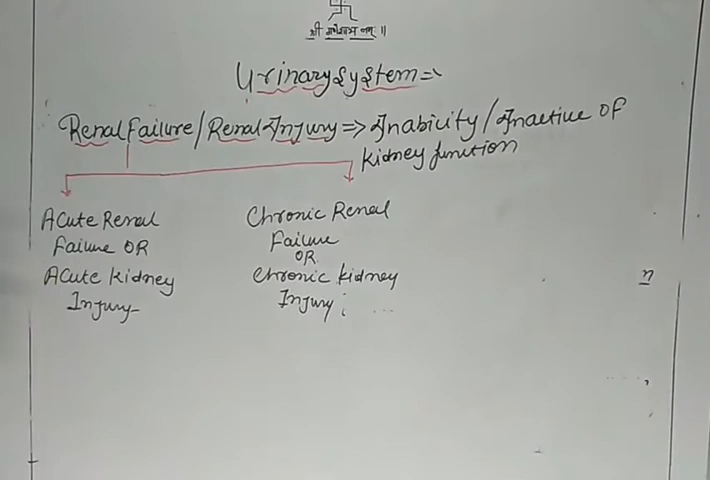 श्री गणेशाय नमः ॥
Urinary System =>
Renal Failure / Renal Injury => Inability / Inactive OF
kidney function
Acute Renal
Failure OR
Acute kidney
Injury
Chronic Renal
Failure
OR
Chronic kidney
Injury